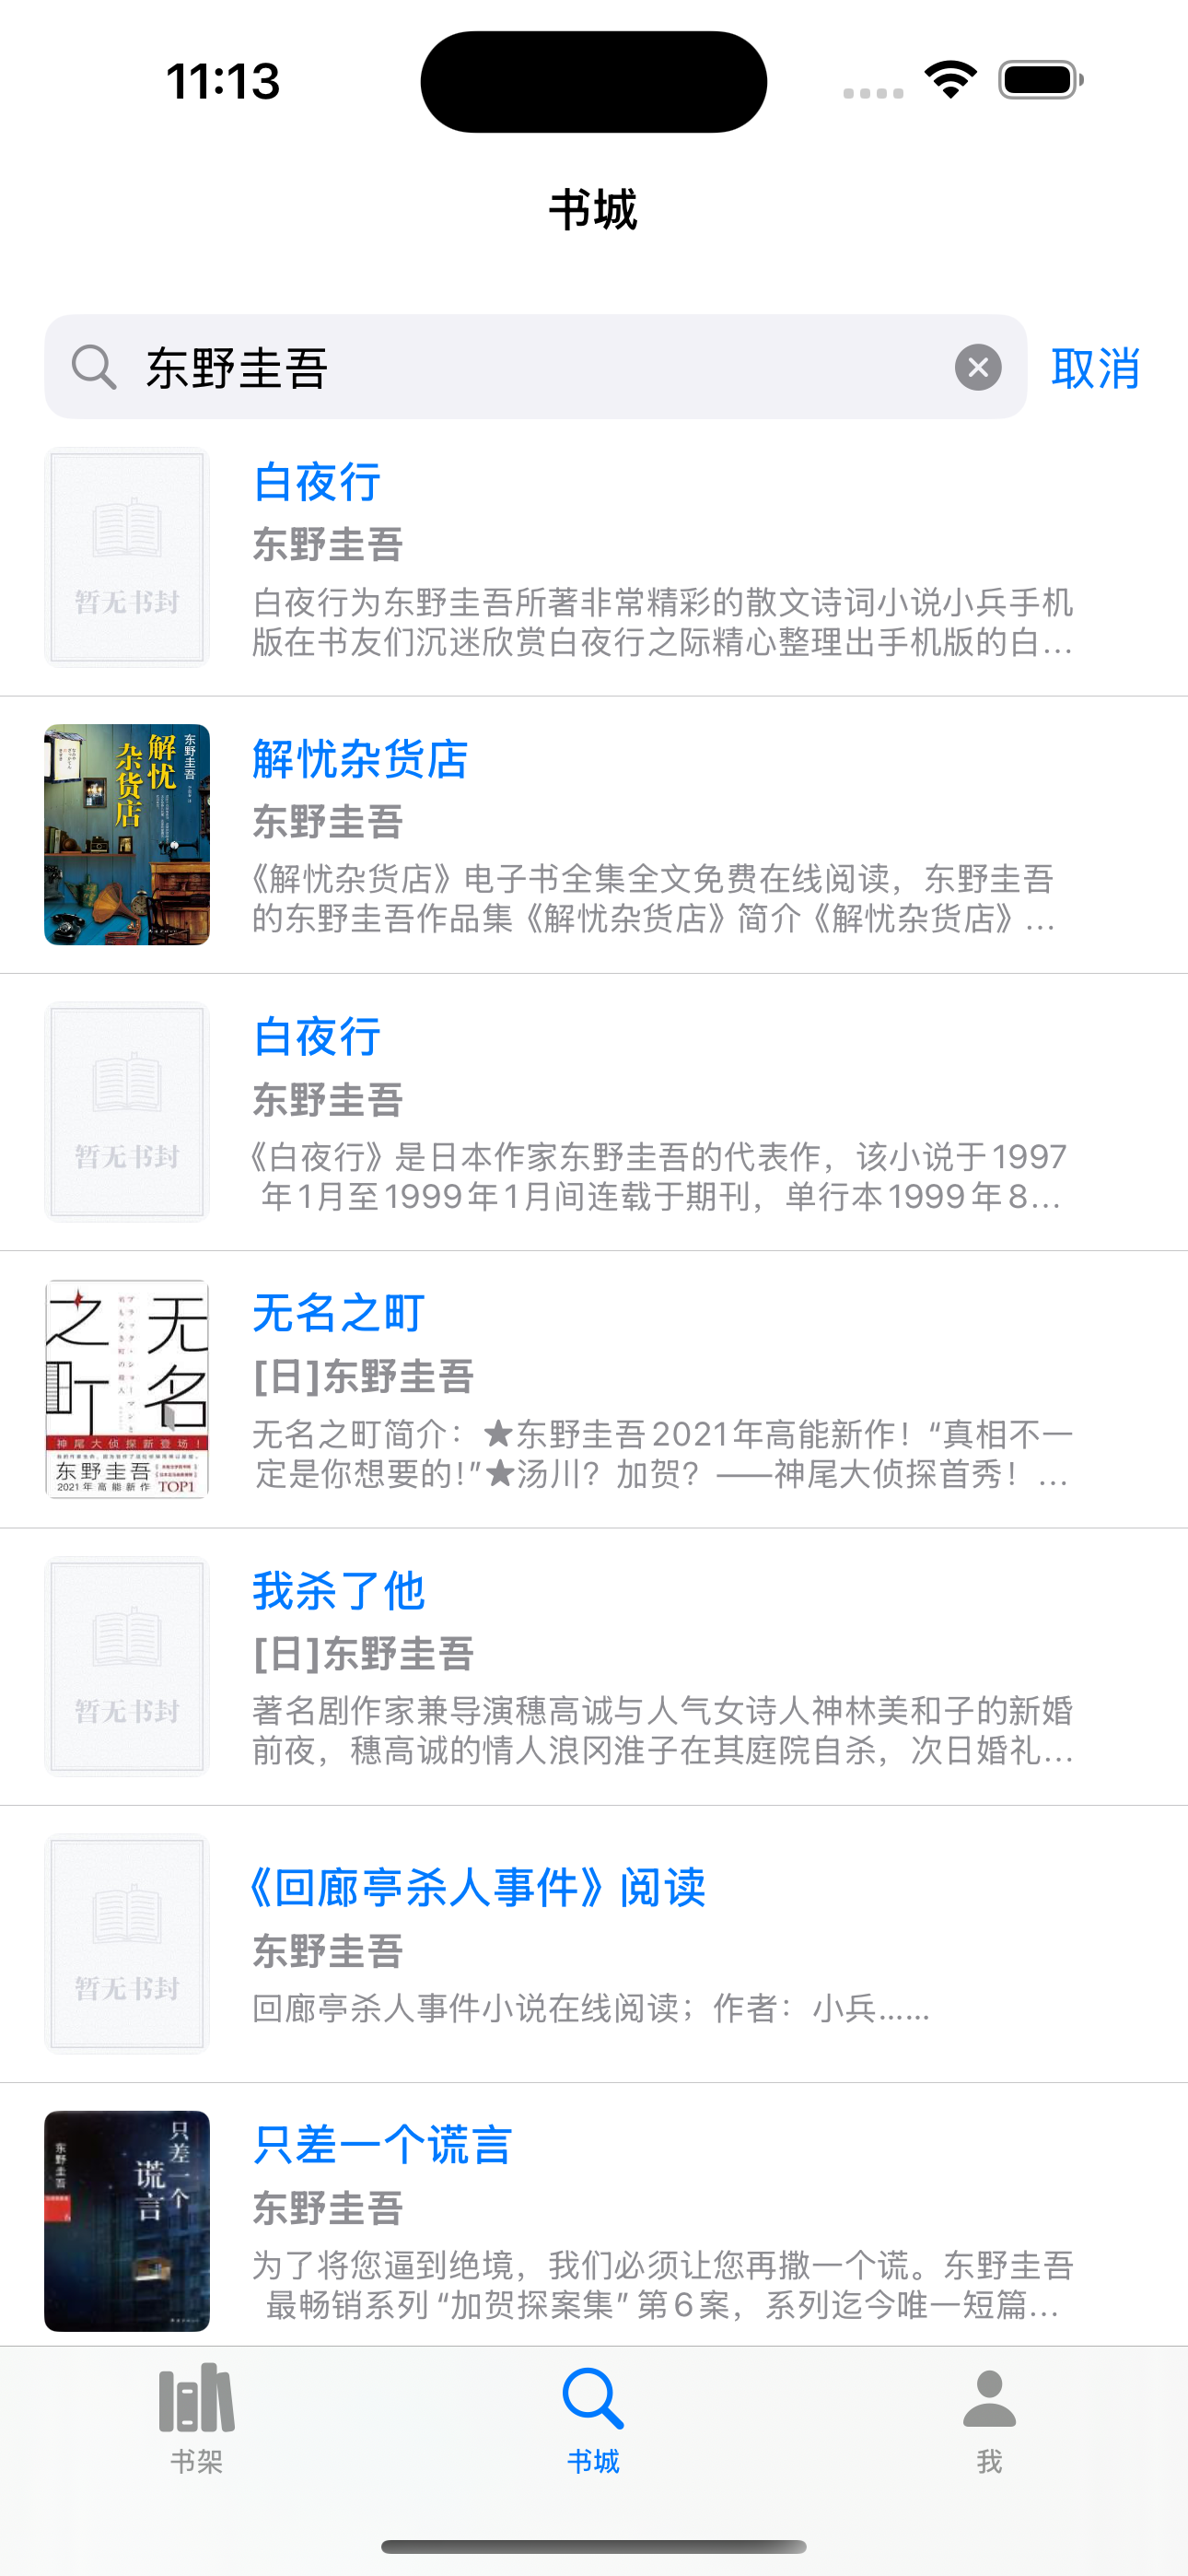 11:13
书城
东野圭吾
取消
暂无书封
白夜行
东野圭吾
白夜行为东野圭吾所著非常精彩的散文诗词小说小兵手机
版在书友们沉迷欣赏白夜行之际精心整理出手机版的白...
解忧
杂货店
东野圭吾
解忧杂货店
东野圭吾
《解忧杂货店》电子书全集全文免费在线阅读，东野圭吾
的东野圭吾作品集《解忧杂货店》简介《解忧杂货店》...
暂无书封
白夜行
东野圭吾
《白夜行》是日本作家东野圭吾的代表作，该小说于1997
年1月至1999年1月间连载于期刊，单行本1999年8...
无名
之町
神尾大侦探新登场！
东野圭吾
2021年高能新作
TOP1
无名之町
[日]东野圭吾
无名之町简介：★东野圭吾2021年高能新作！“真相不一
定是你想要的！”★汤川？加贺？——神尾大侦探首秀！...
暂无书封
我杀了他
[日]东野圭吾
著名剧作家兼导演穗高诚与人气女诗人神林美和子的新婚
前夜，穗高诚的情人浪冈淮子在其庭院自杀，次日婚礼...
暂无书封
《回廊亭杀人事件》阅读
东野圭吾
回廊亭杀人事件小说在线阅读；作者：小兵......
只差一个
谎言
东野圭吾
只差一个谎言
东野圭吾
为了将您逼到绝境，我们必须让您再撒一个谎。东野圭吾
最畅销系列“加贺探案集”第6案，系列迄今唯一短篇...
书架
书城
我